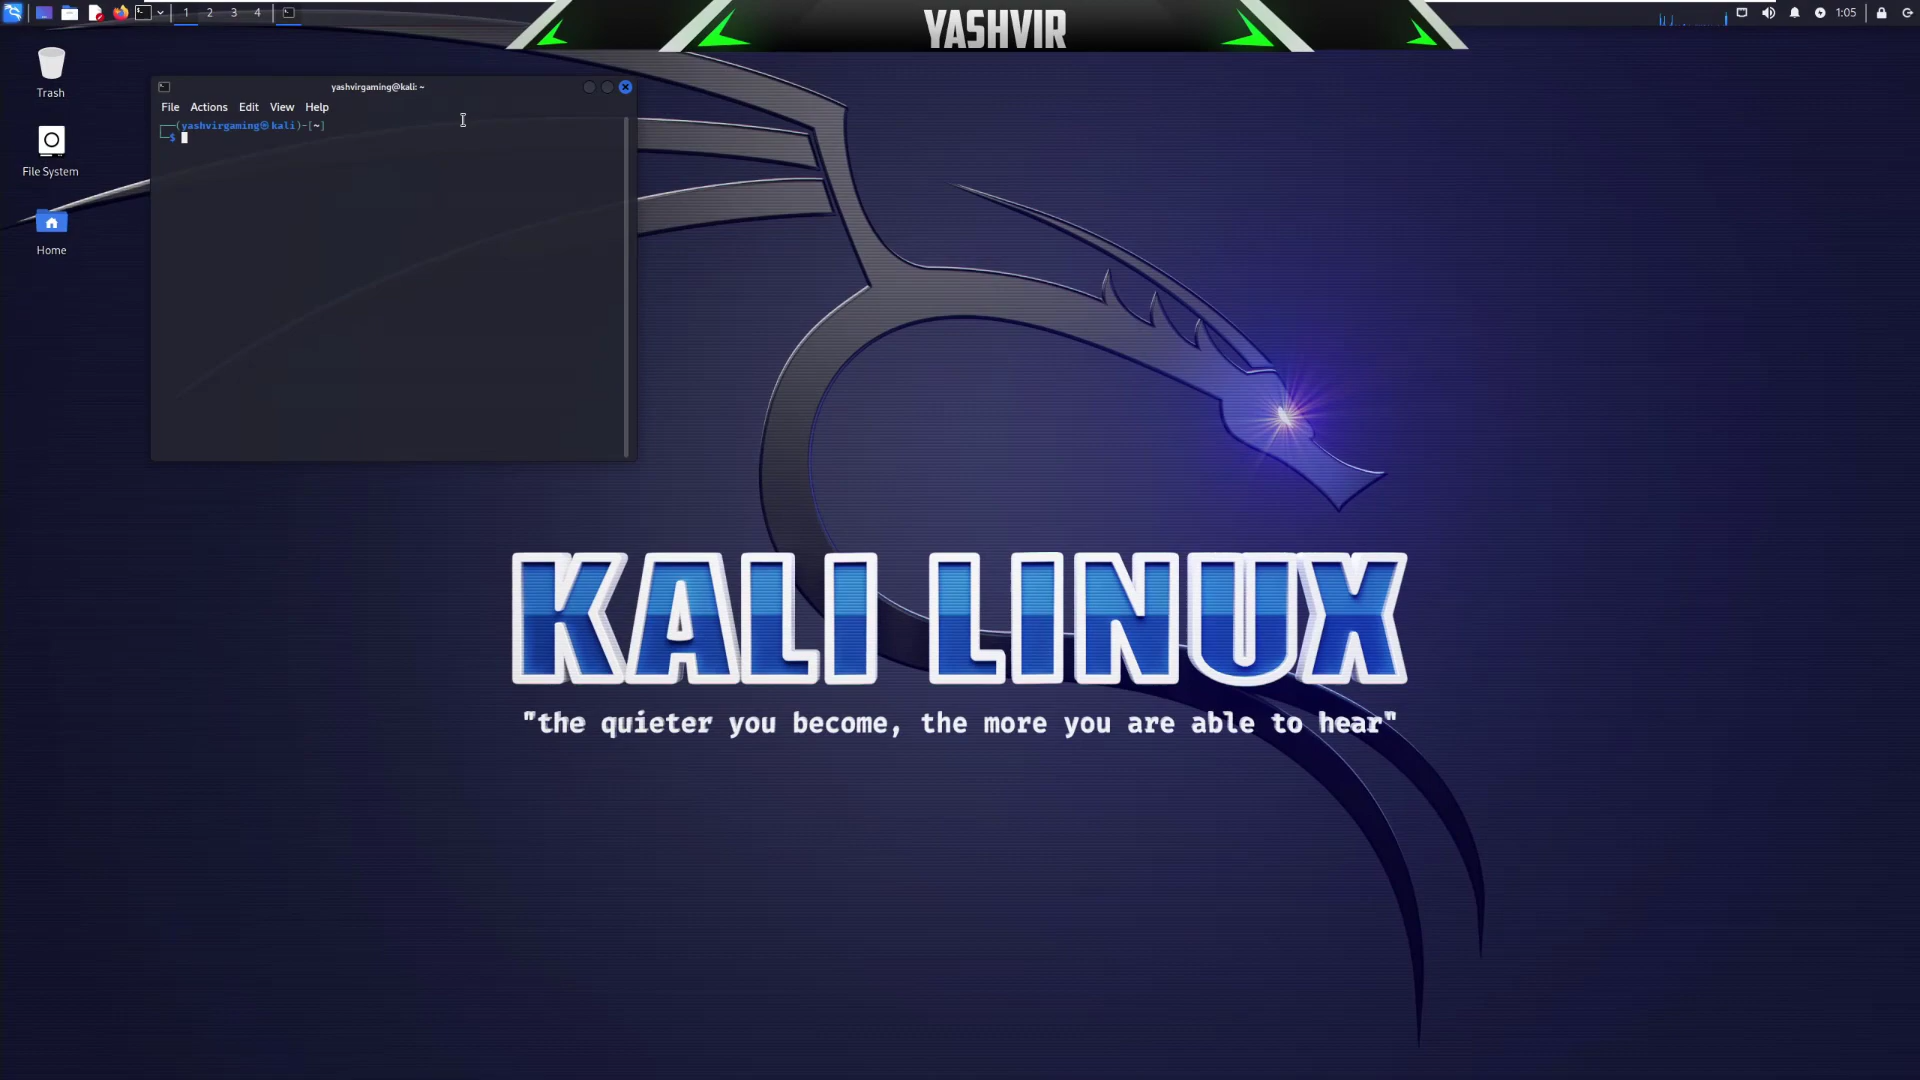 1 2 3 4
YASHVIR
1:05
Trash
yashvirgaming@kali: ~
File Actions Edit View Help
┌──(yashvirgaming㉿kali)-[~]
└─$
File System
Home
KALI LINUX
"the quieter you become, the more you are able to hear"